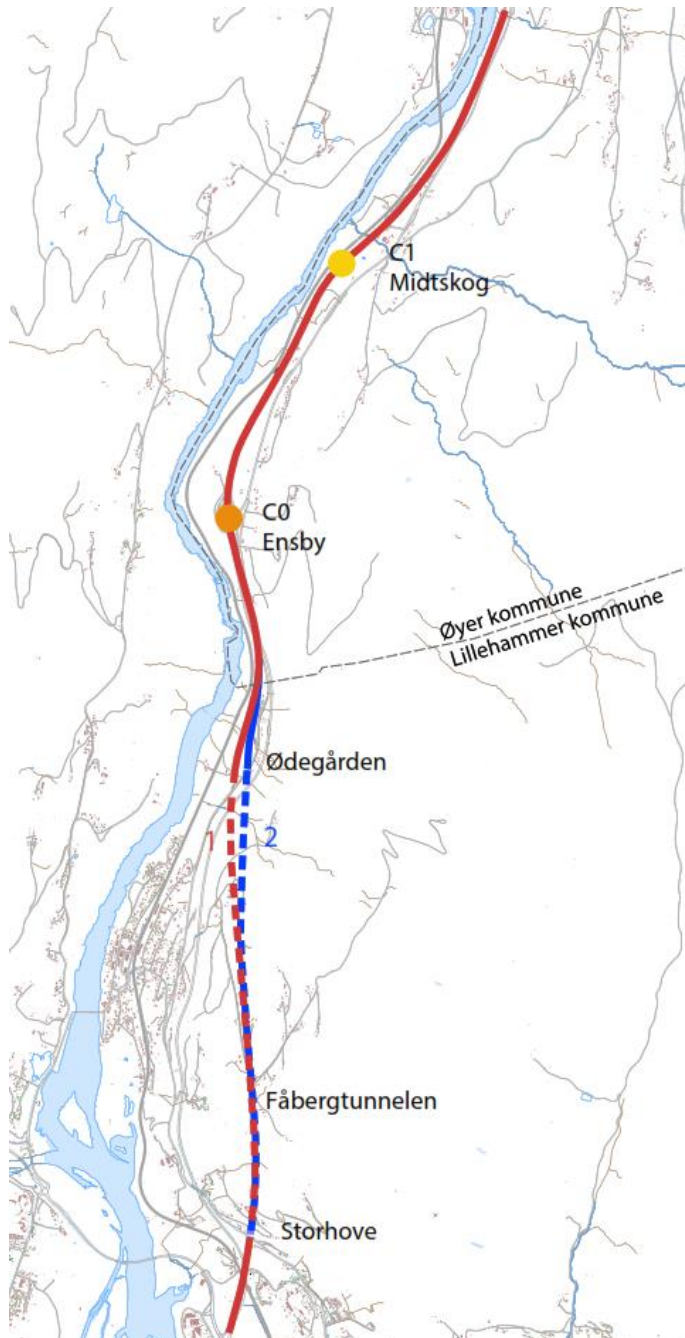 C1
Midtskog
C0
Ensby
Øyer kommune
Lillehammer kommune
Ødegården
1
2
Fåbergtunnelen
Storhove